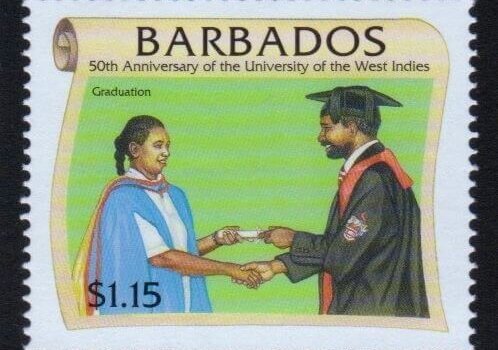 BARBADOS
50th Anniversary of the University of the West Indies
Graduation
$1.15